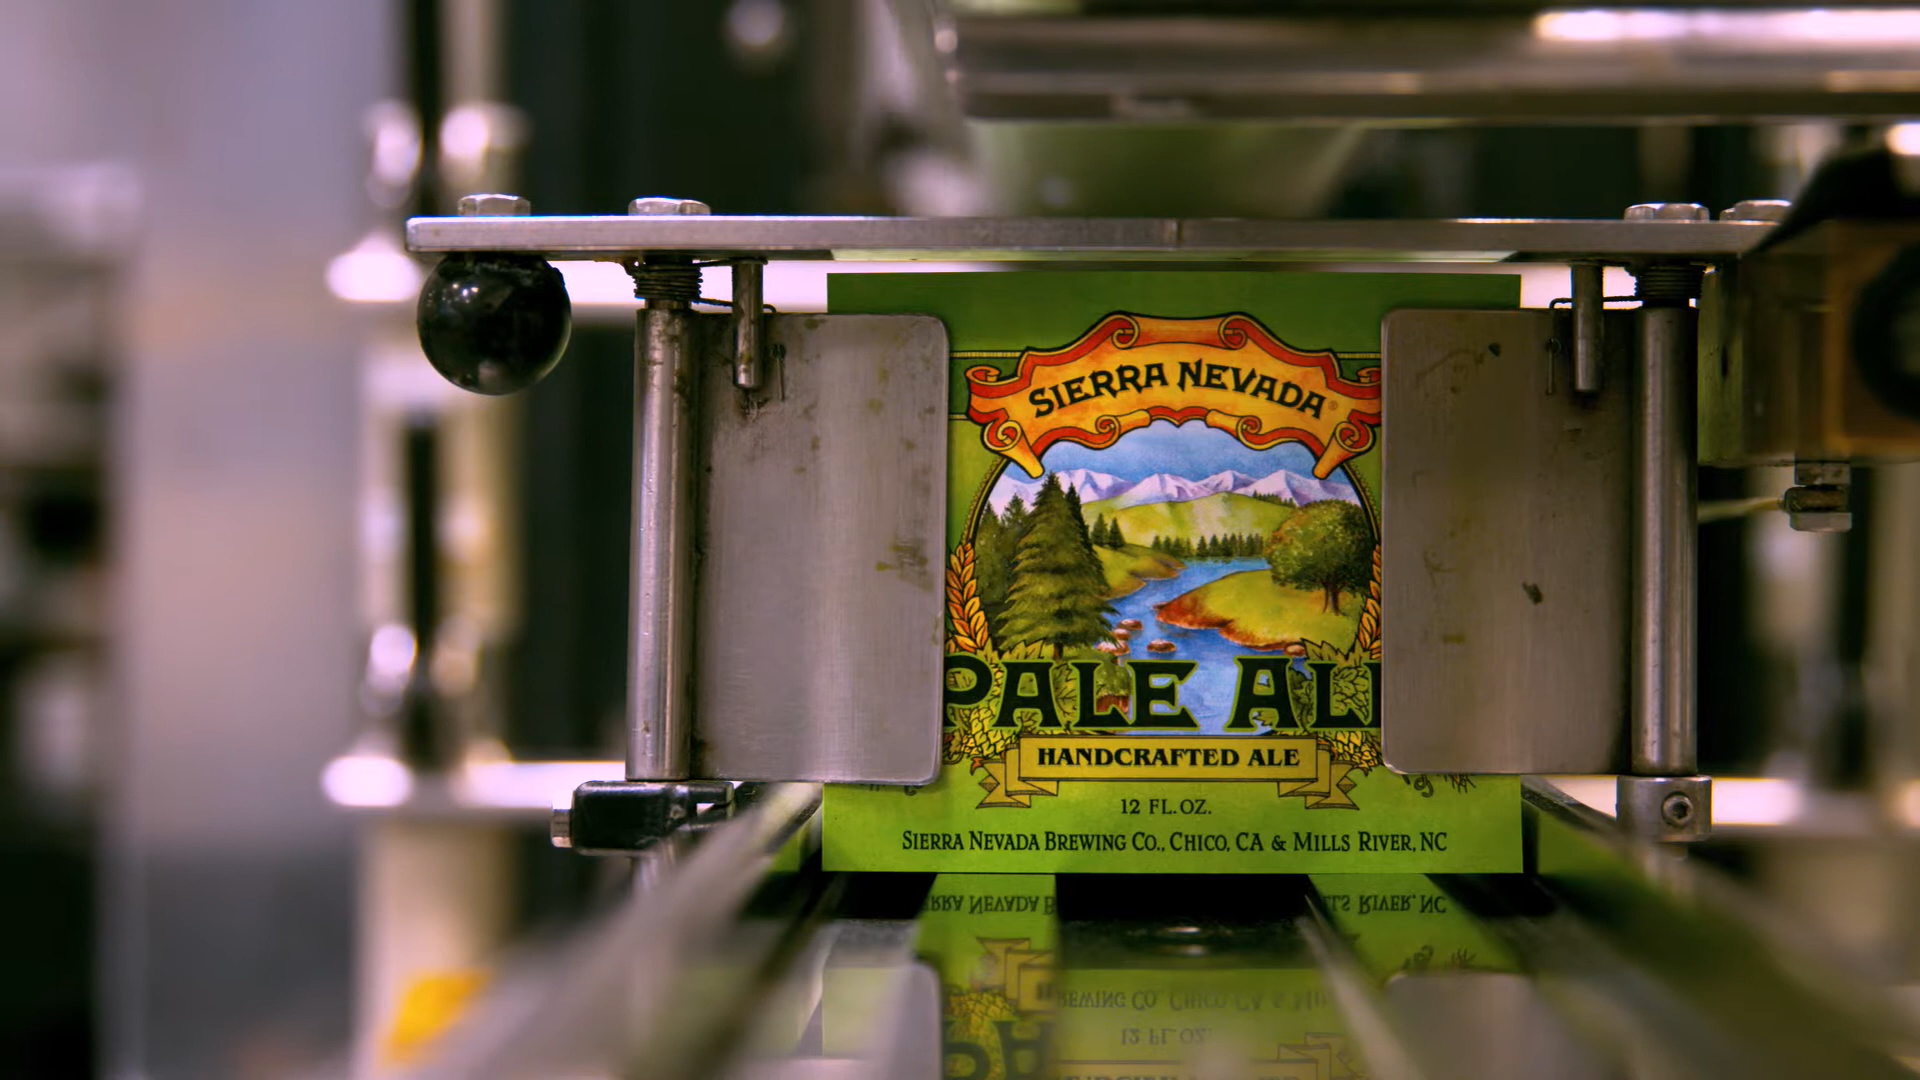 SIERRA NEVADA®
PALE AL
HANDCRAFTED ALE
12 FL. OZ.
SIERRA NEVADA BREWING CO., CHICO, CA & MILLS RIVER, NC